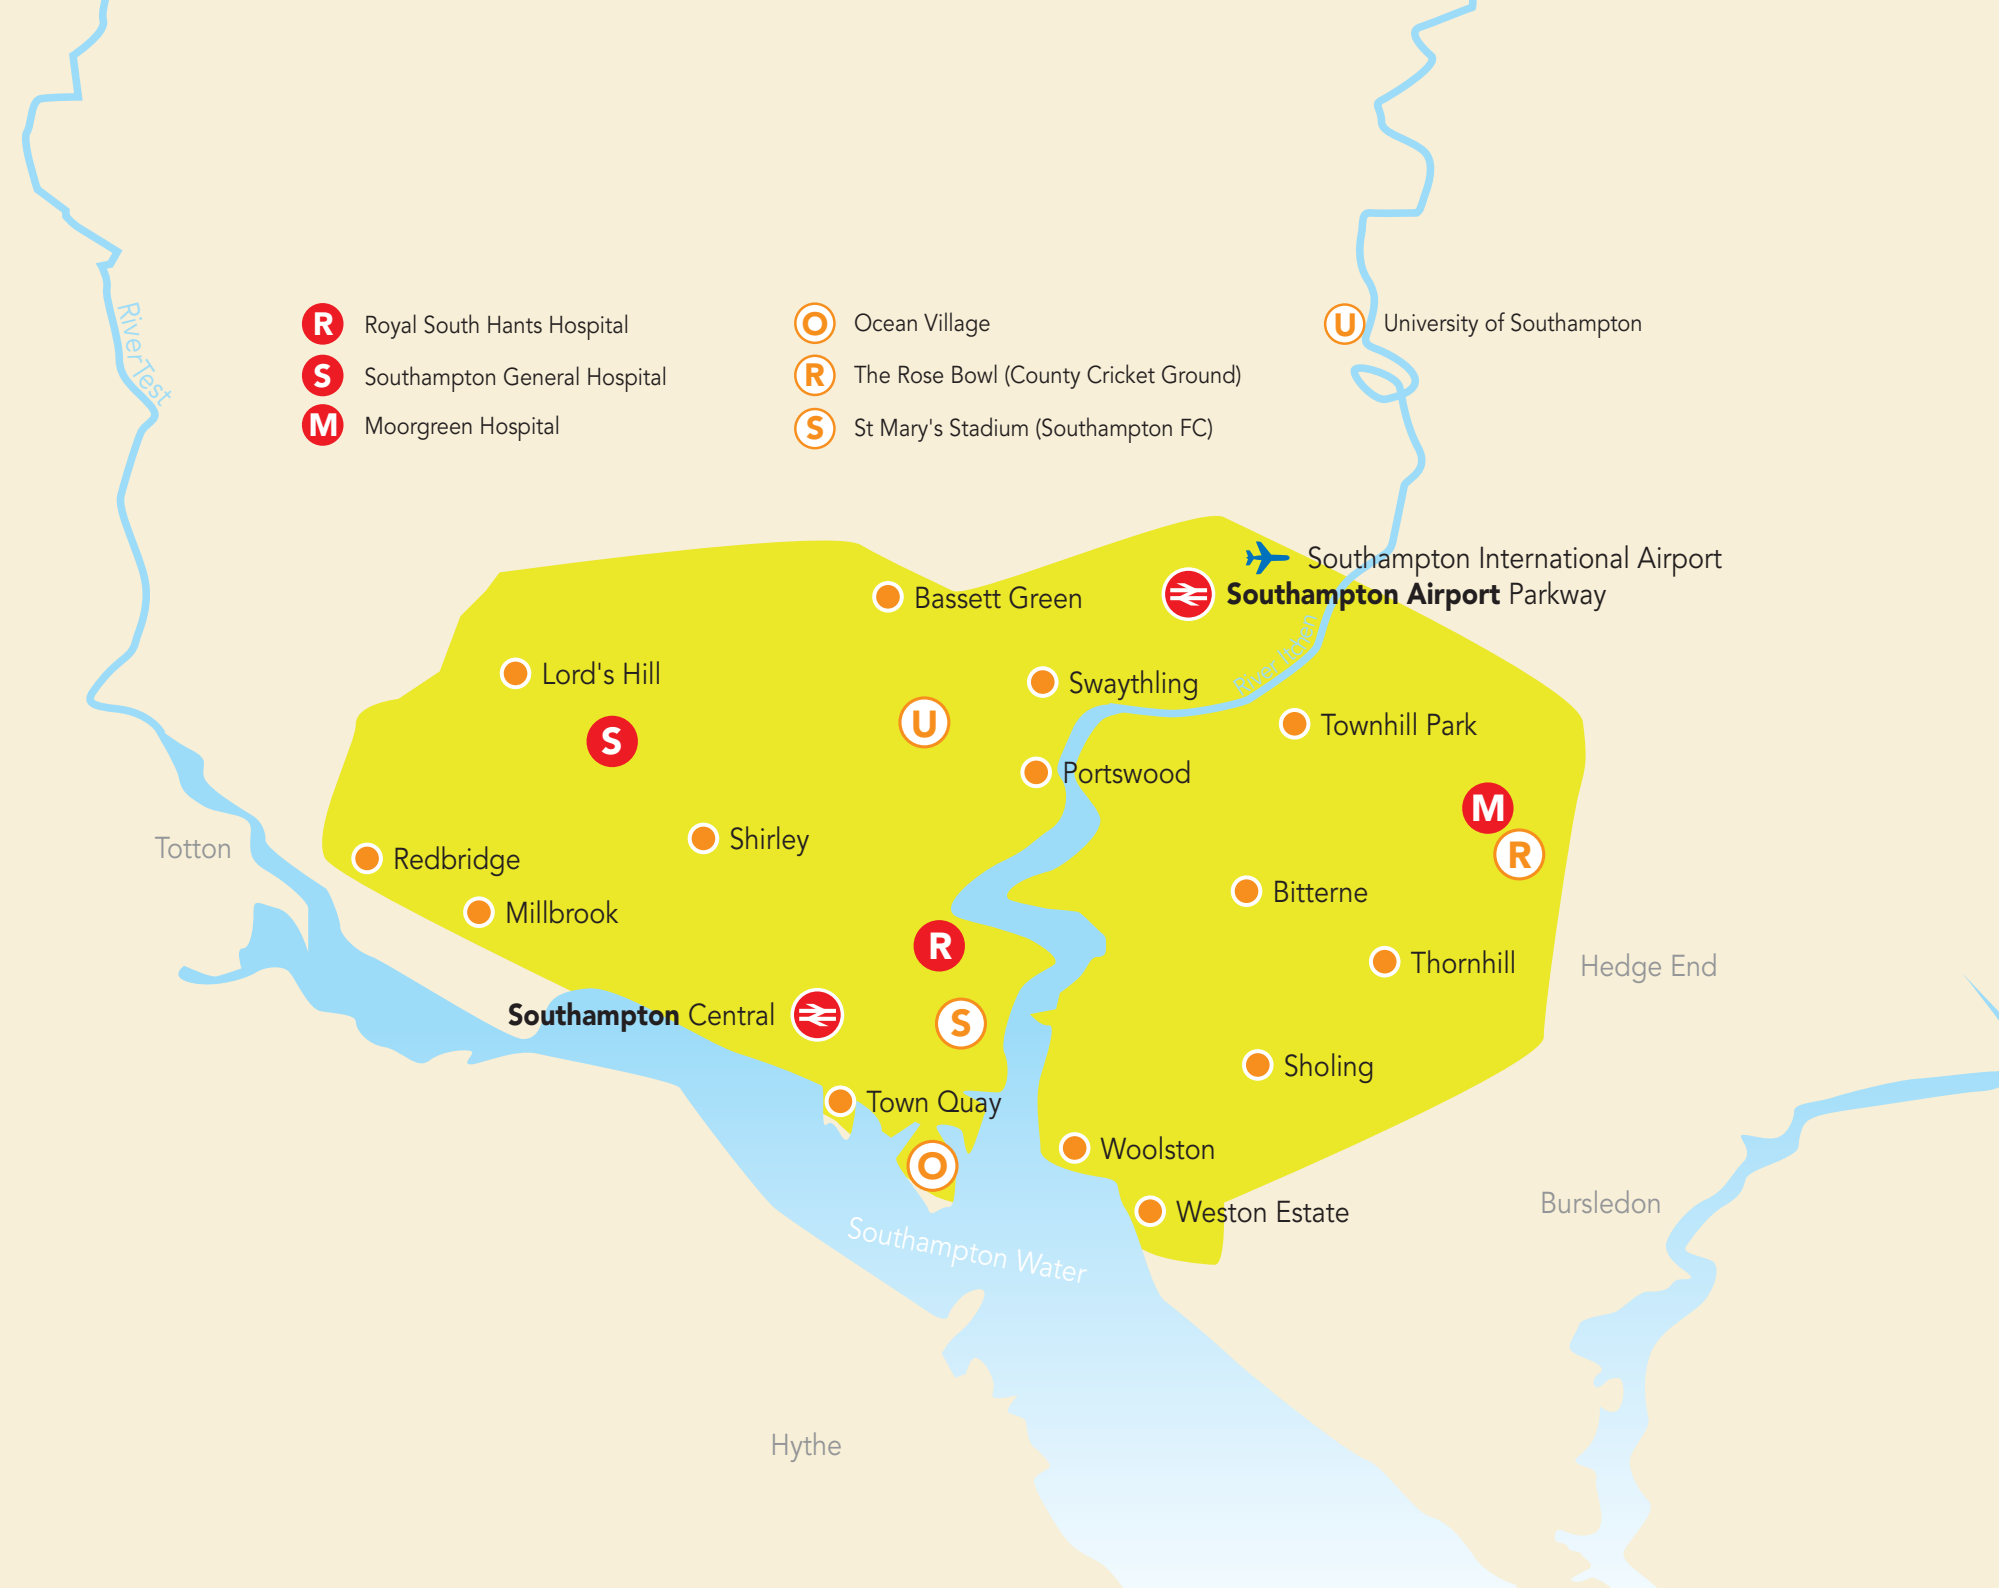 River Test
R Royal South Hants Hospital
S Southampton General Hospital
M Moorgreen Hospital
O Ocean Village
R The Rose Bowl (County Cricket Ground)
S St Mary's Stadium (Southampton FC)
U University of Southampton
Southampton International Airport
Southampton Airport Parkway
Bassett Green
River Itchen
Lord's Hill
Swaythling
U
Townhill Park
S
Portswood
M
Shirley
Totton
Redbridge
R
Bitterne
Millbrook
R
Thornhill
Hedge End
Southampton Central
S
Sholing
Town Quay
Woolston
O
Bursledon
Weston Estate
Southampton Water
Hythe